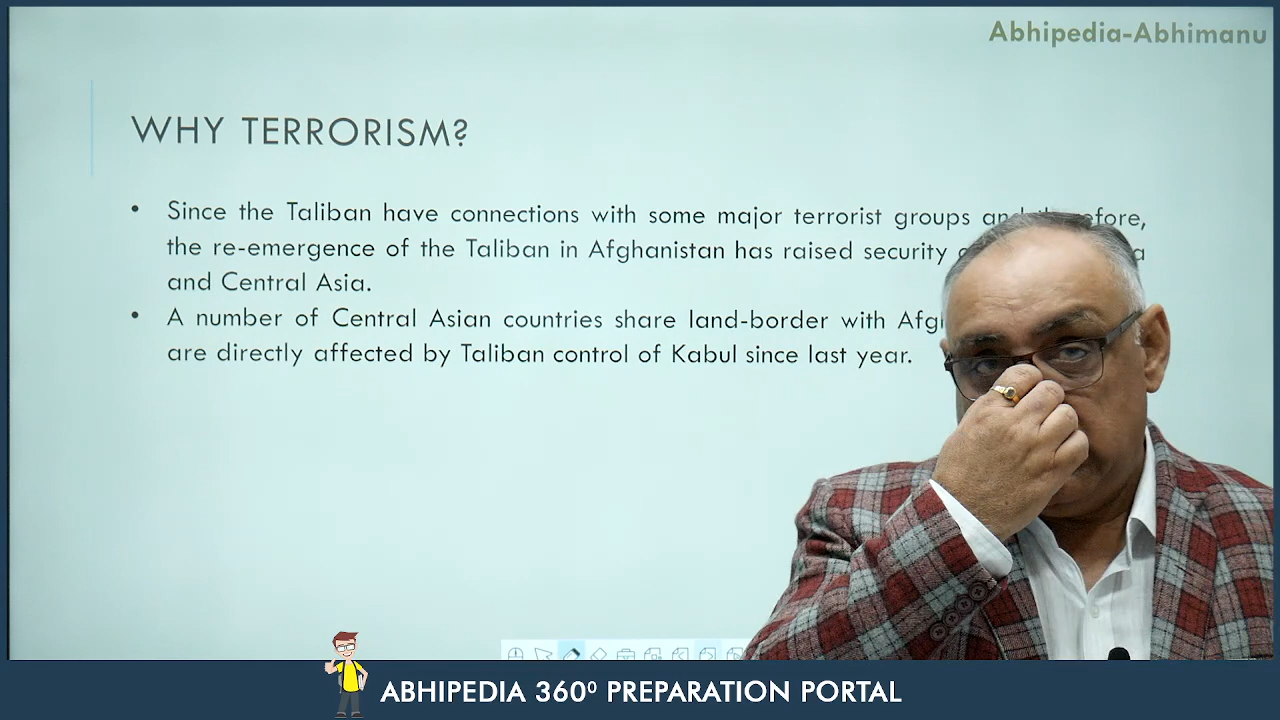 Abhipedia-Abhimanu
WHY TERRORISM?
• Since the Taliban have connections with some major terrorist groups and
the re-emergence of the Taliban in Afghanistan has raised security
and Central Asia.
• A number of Central Asian countries share land-border with
are directly affected by Taliban control of Kabul since last year.
ABHIPEDIA 360⁰ PREPARATION PORTAL